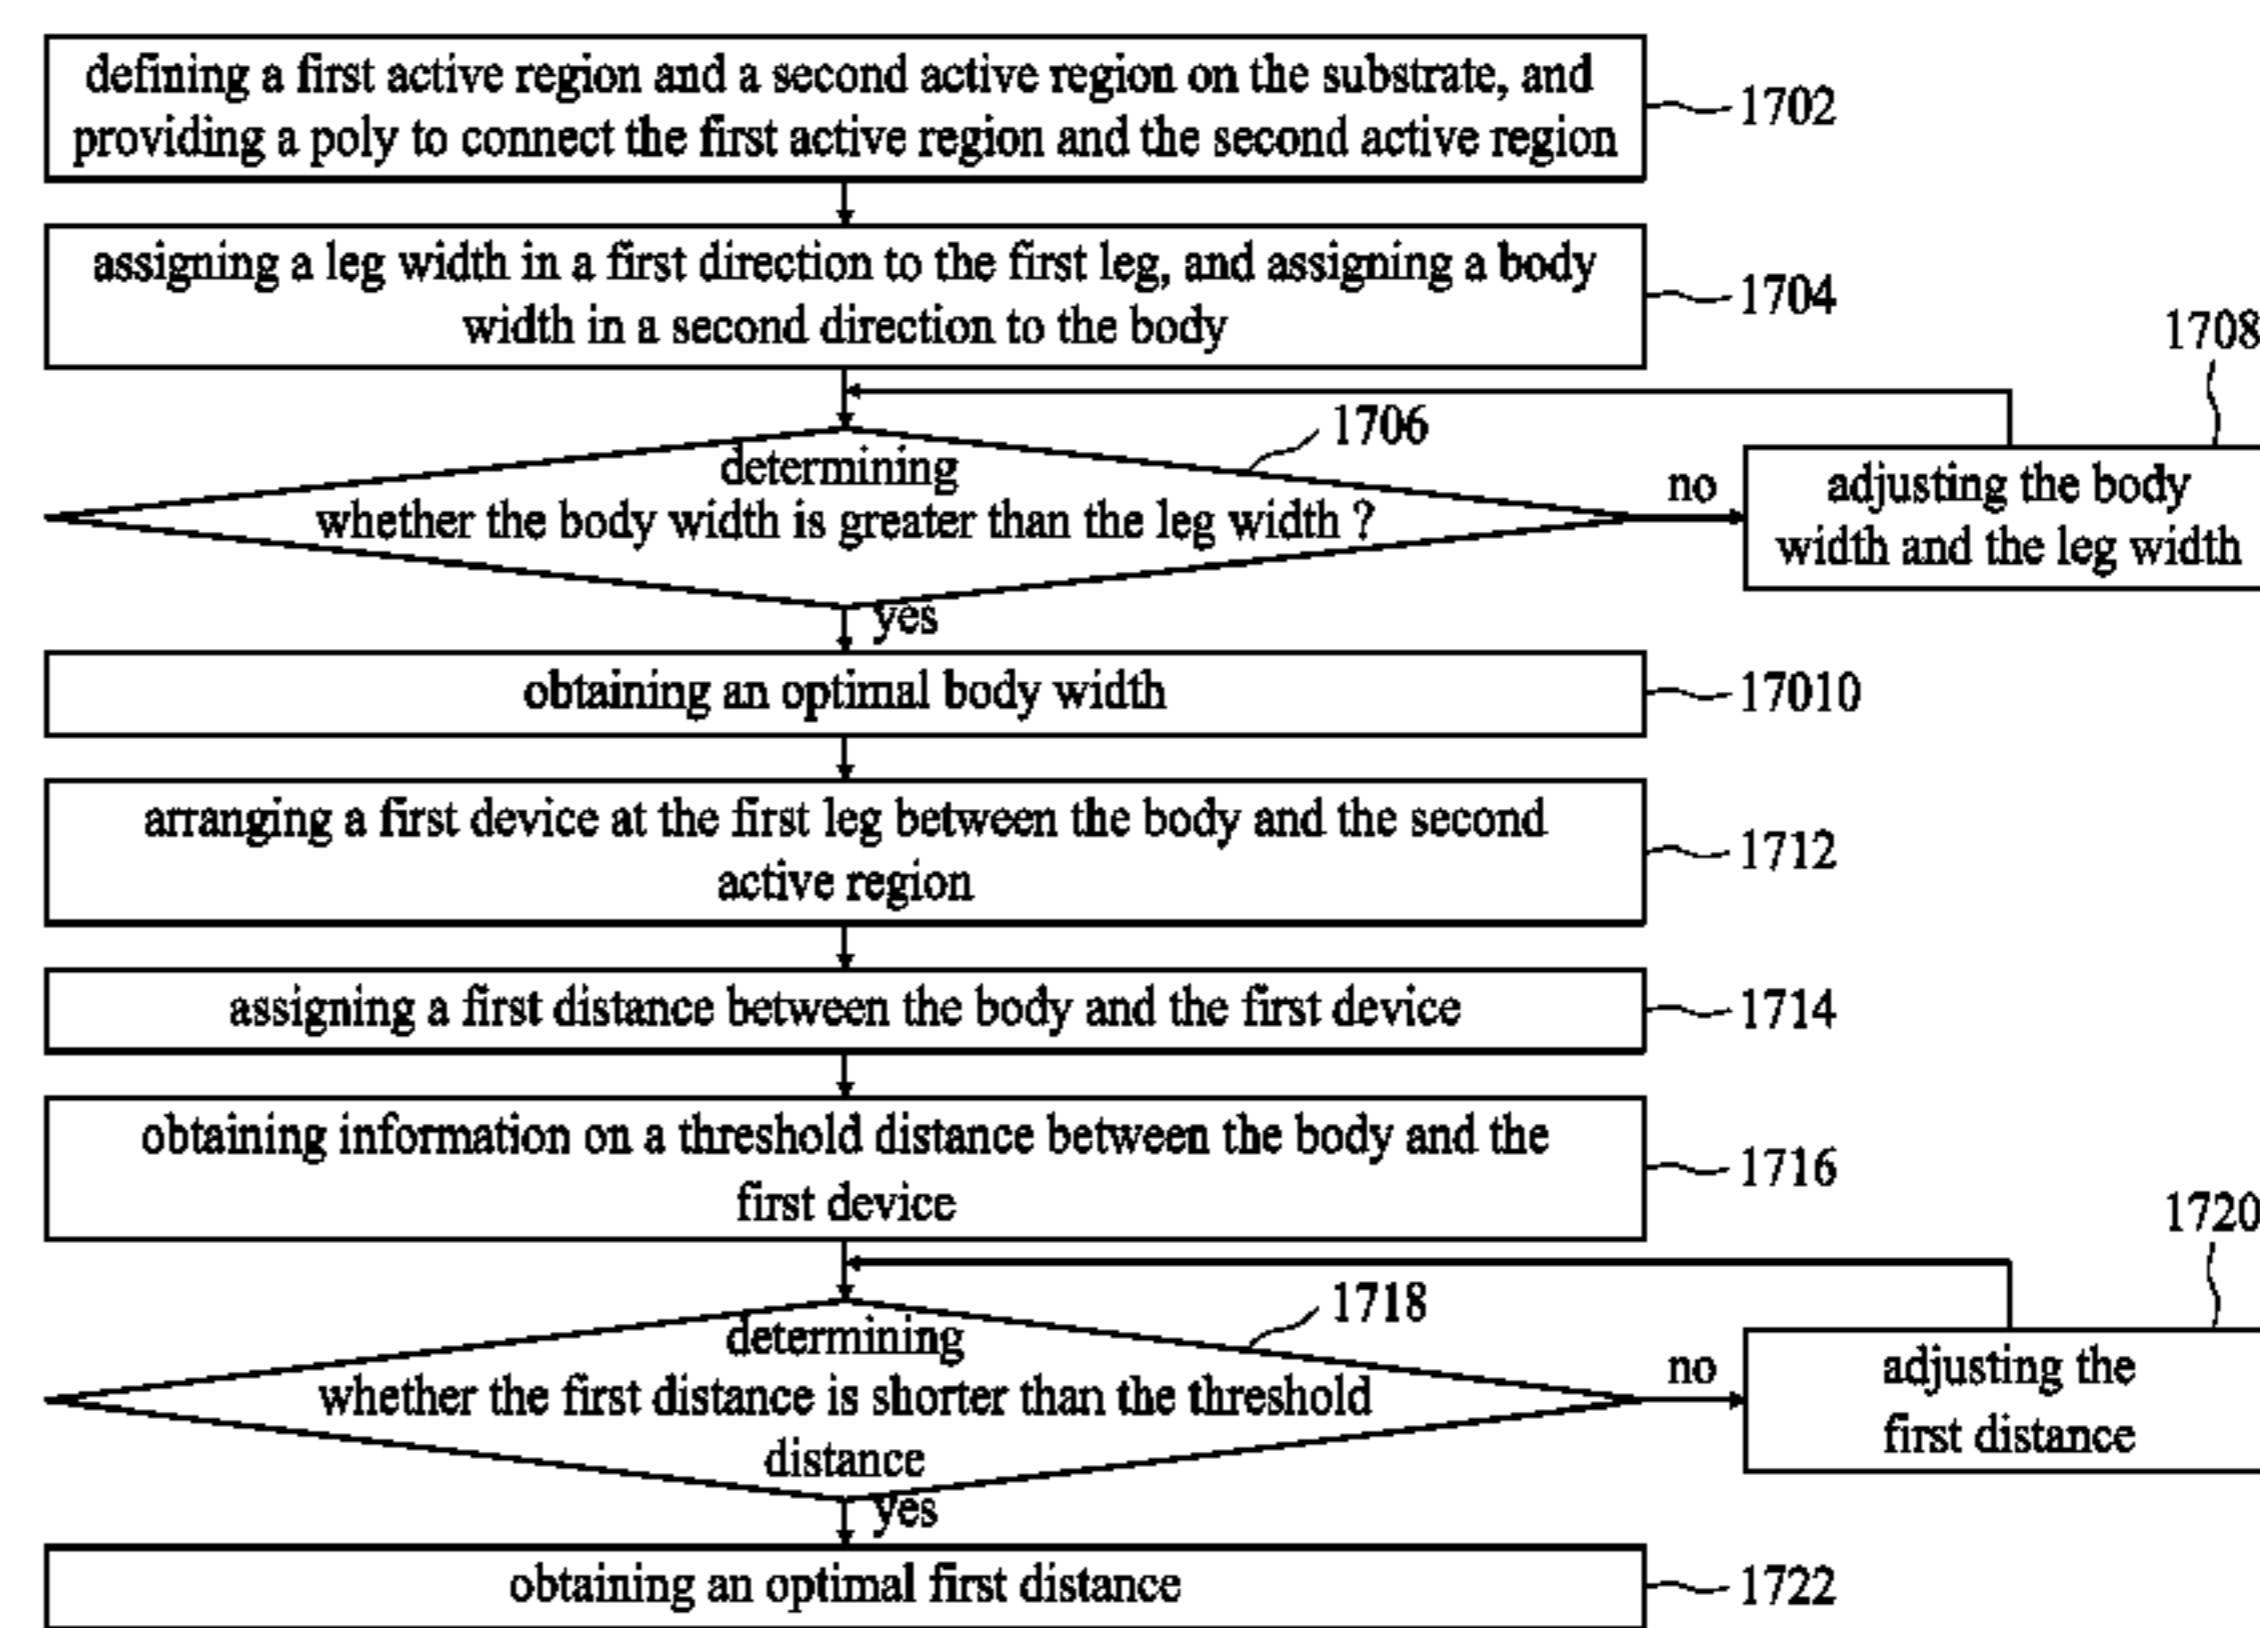 defining a first active region and a second active region on the substrate, and
providing a poly to connect the first active region and the second active region
1702
assigning a leg width in a first direction to the first leg, and assigning a body
width in a second direction to the body
1704
1708
1706
determining
whether the body width is greater than the leg width ?
no
adjusting the body
width and the leg width
yes
obtaining an optimal body width
17010
arranging a first device at the first leg between the body and the second
active region
1712
assigning a first distance between the body and the first device
1714
obtaining information on a threshold distance between the body and the
first device
1716
1720
1718
determining
whether the first distance is shorter than the threshold
distance
no
adjusting the
first distance
yes
obtaining an optimal first distance
1722